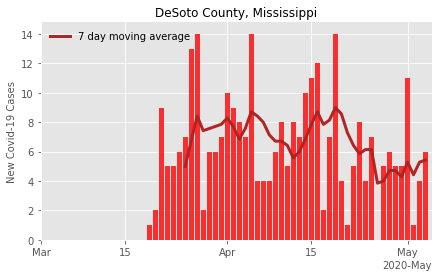 DeSoto County, Mississippi
7 day moving average
New Covid-19 Cases
14
12
10
8
6
4
2
0
Mar 15 Apr 15 May
2020-May